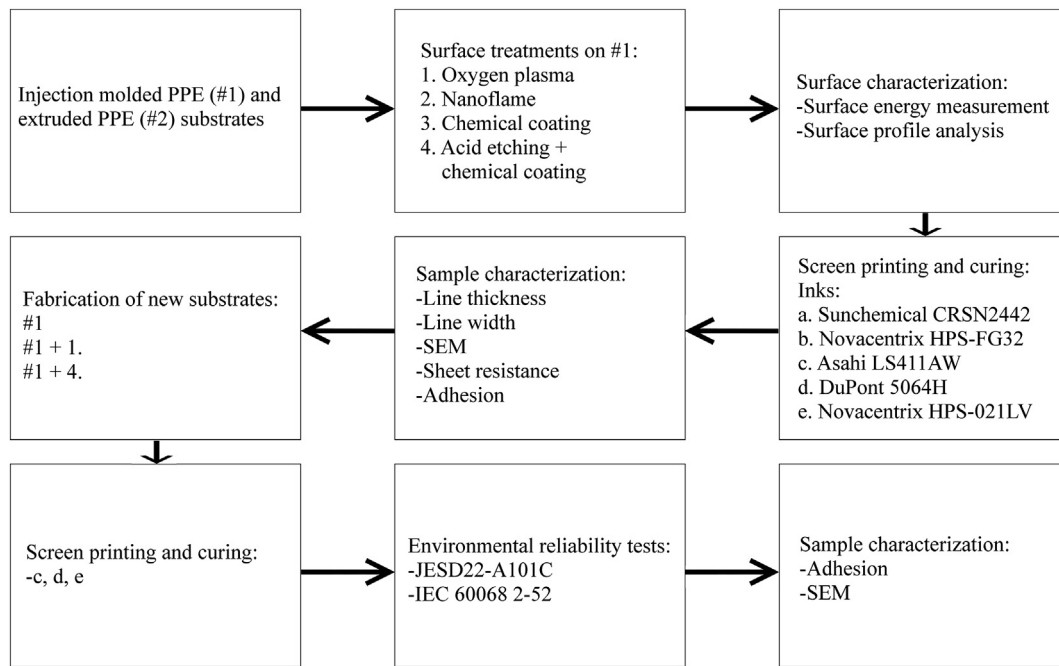 Injection molded PPE (#1) and
extruded PPE (#2) substrates
Surface treatments on #1:
1. Oxygen plasma
2. Nanoflame
3. Chemical coating
4. Acid etching +
chemical coating
Surface characterization:
-Surface energy measurement
-Surface profile analysis
Screen printing and curing:
Inks:
a. Sunchemical CRSN2442
b. Novacentrix HPS-FG32
c. Asahi LS411AW
d. DuPont 5064H
e. Novacentrix HPS-021LV
Sample characterization:
-Line thickness
-Line width
-SEM
-Sheet resistance
-Adhesion
Fabrication of new substrates:
#1
#1 + 1.
#1 + 4.
Screen printing and curing:
-c, d, e
Environmental reliability tests:
-JESD22-A101C
-IEC 60068 2-52
Sample characterization:
-Adhesion
-SEM